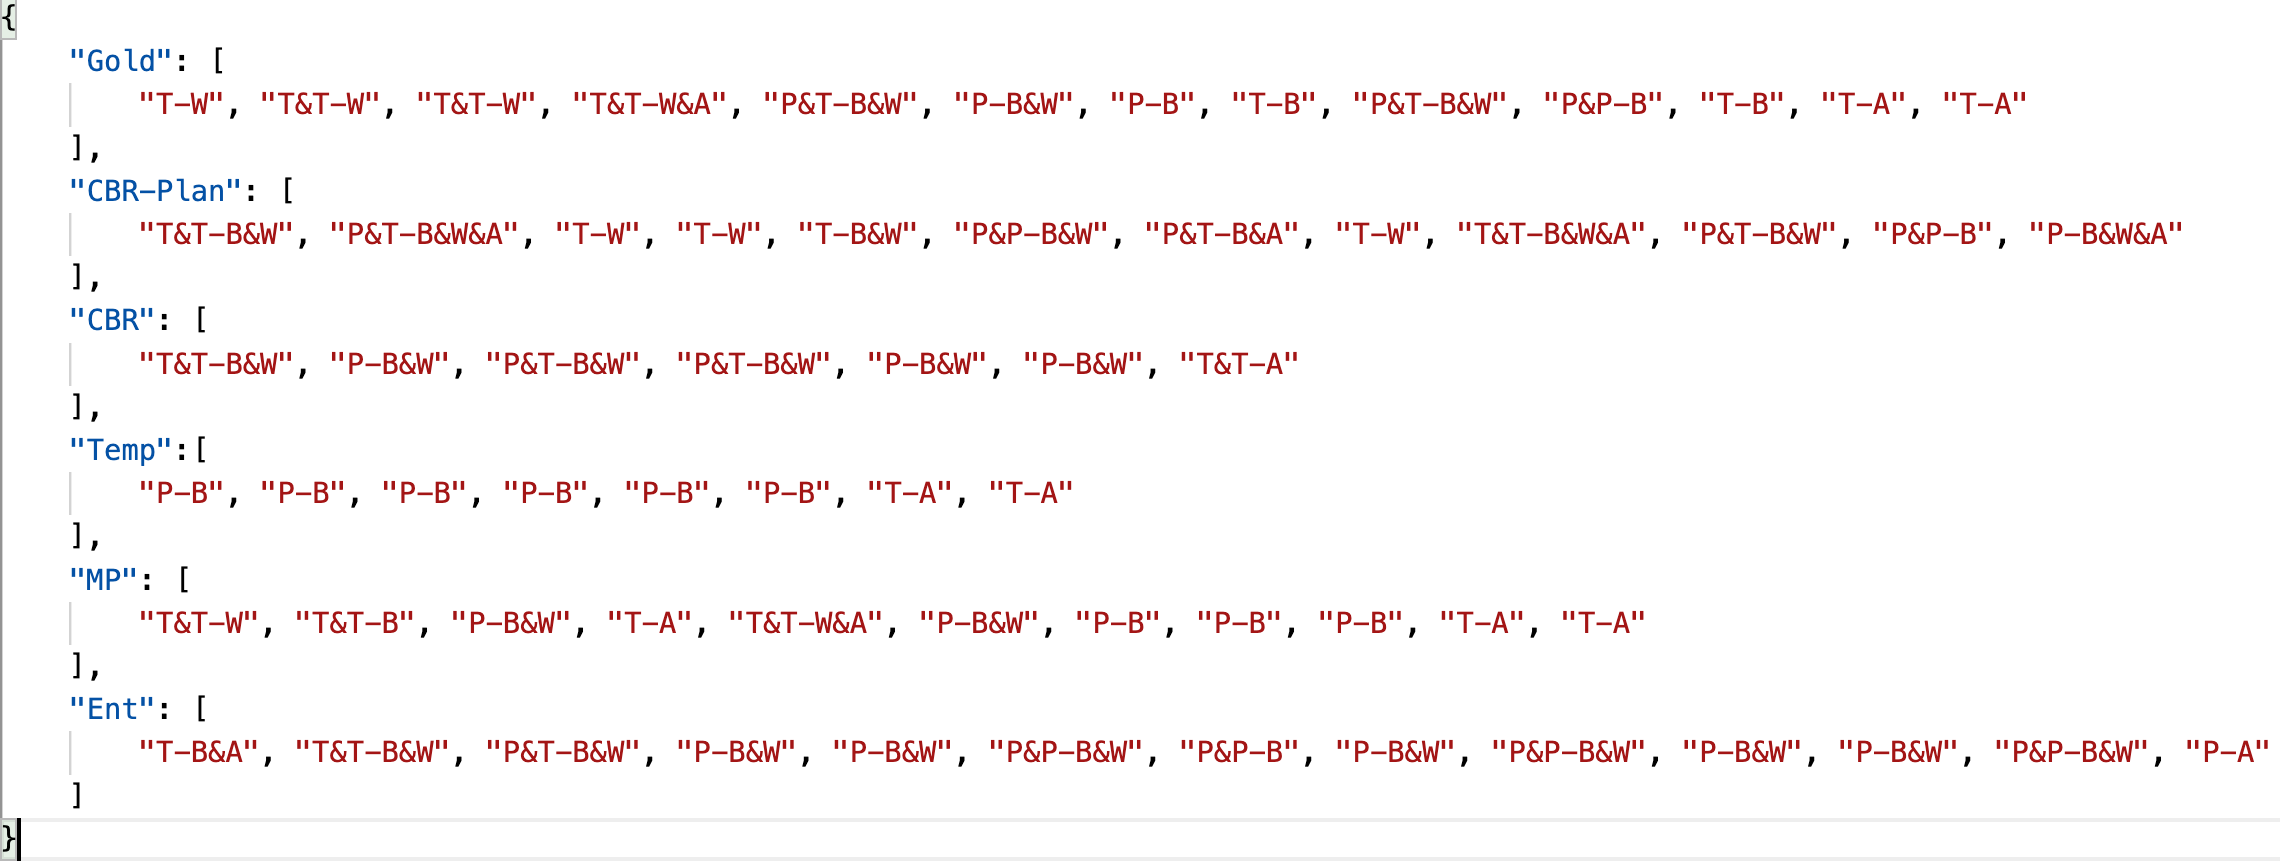 {
"Gold": [
"T-W", "T&T-W", "T&T-W", "T&T-W&A", "P&T-B&W", "P-B&W", "P-B", "T-B", "P&T-B&W", "P&P-B", "T-B", "T-A", "T-A"
],
"CBR-Plan": [
"T&T-B&W", "P&T-B&W&A", "T-W", "T-W", "T-B&W", "P&P-B&W", "P&T-B&A", "T-W", "T&T-B&W&A", "P&T-B&W", "P&P-B", "P-B&W&A"
],
"CBR": [
"T&T-B&W", "P-B&W", "P&T-B&W", "P&T-B&W", "P-B&W", "P-B&W", "T&T-A"
],
"Temp":[
"P-B", "P-B", "P-B", "P-B", "P-B", "P-B", "T-A", "T-A"
],
"MP": [
"T&T-W", "T&T-B", "P-B&W", "T-A", "T&T-W&A", "P-B&W", "P-B", "P-B", "P-B", "T-A", "T-A"
],
"Ent": [
"T-B&A", "T&T-B&W", "P&T-B&W", "P-B&W", "P-B&W", "P&P-B&W", "P&P-B", "P-B&W", "P&P-B&W", "P-B&W", "P-B&W", "P&P-B&W", "P-A"
]
}